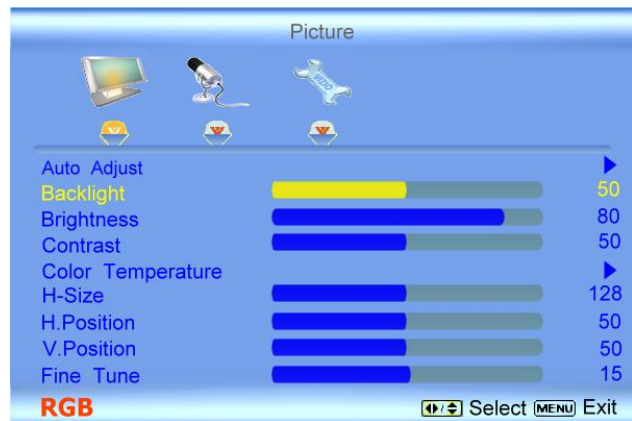 Picture
VIZIO
Auto Adjust
Backlight 50
Brightness 80
Contrast 50
Color Temperature
H-Size 128
H.Position 50
V.Position 50
Fine Tune 15
RGB Select MENU Exit